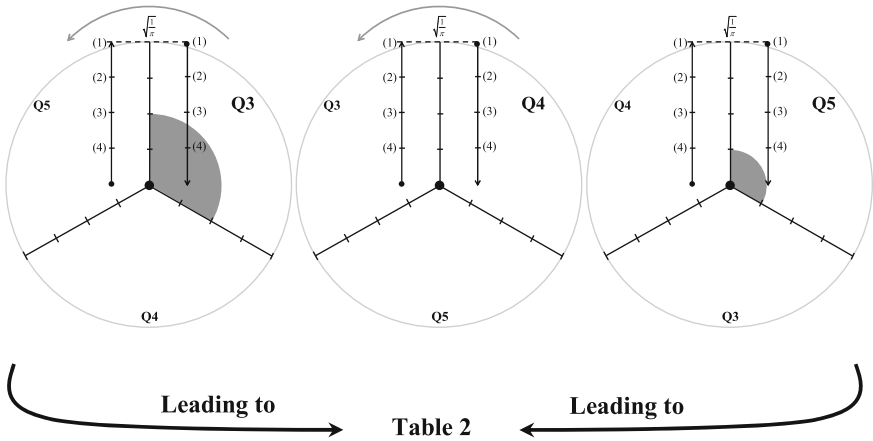 √1/π √1/π √1/π
(1) (1) (1) (1) (1) (1)
(2) (2) (2) (2) (2) (2)
Q5 Q3 Q3 Q4 Q4 Q5
(3) (3) (3) (3) (3) (3)
(4) (4) (4) (4) (4) (4)
Q4 Q5 Q3
Leading to Leading to
Table 2